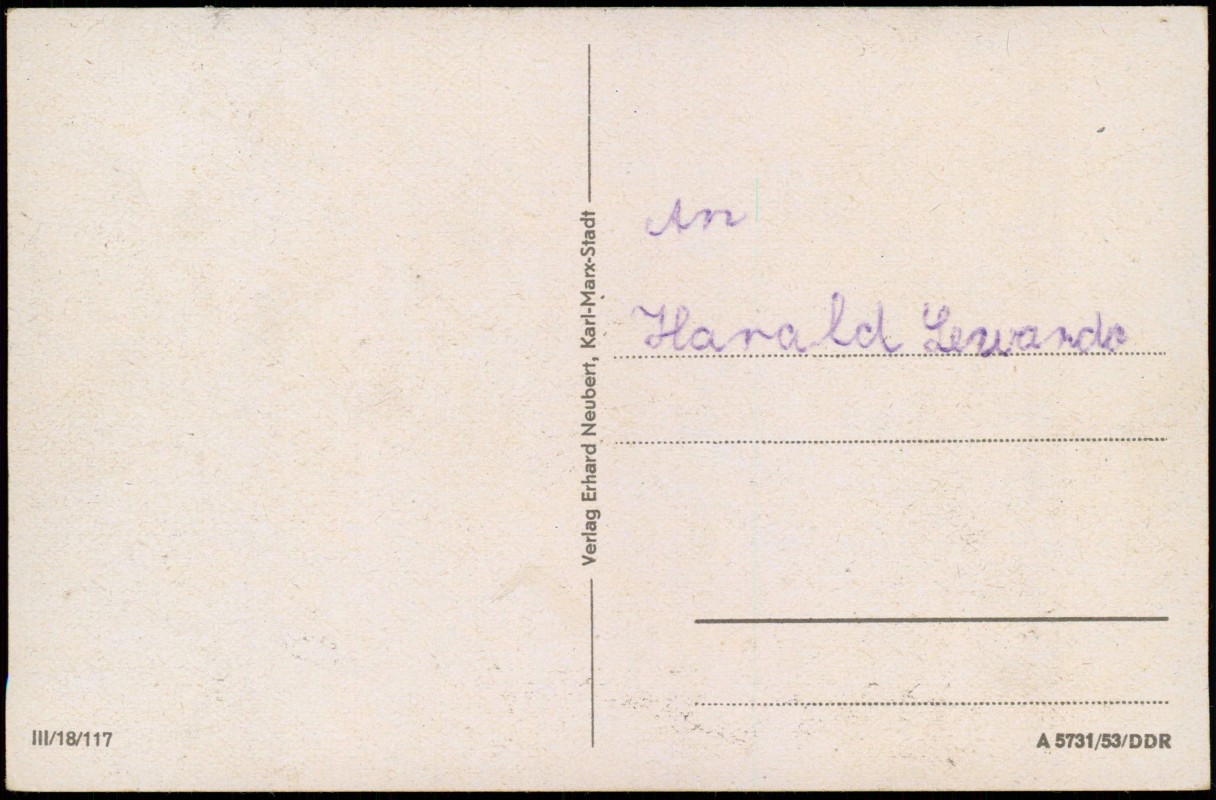 An
Harald Lewando
Verlag Erhard Neubert, Karl-Marx-Stadt
III/18/117
A 5731/53/DDR